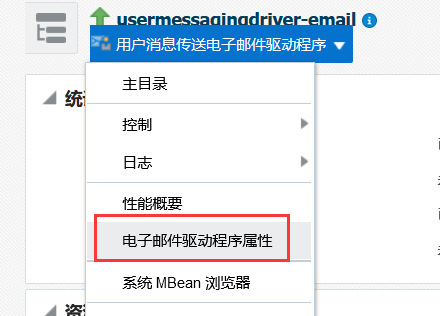 usermessagingdriver-email
用户消息传送电子邮件驱动程序
主目录
控制
日志
性能概要
电子邮件驱动程序属性
系统 MBean 浏览器